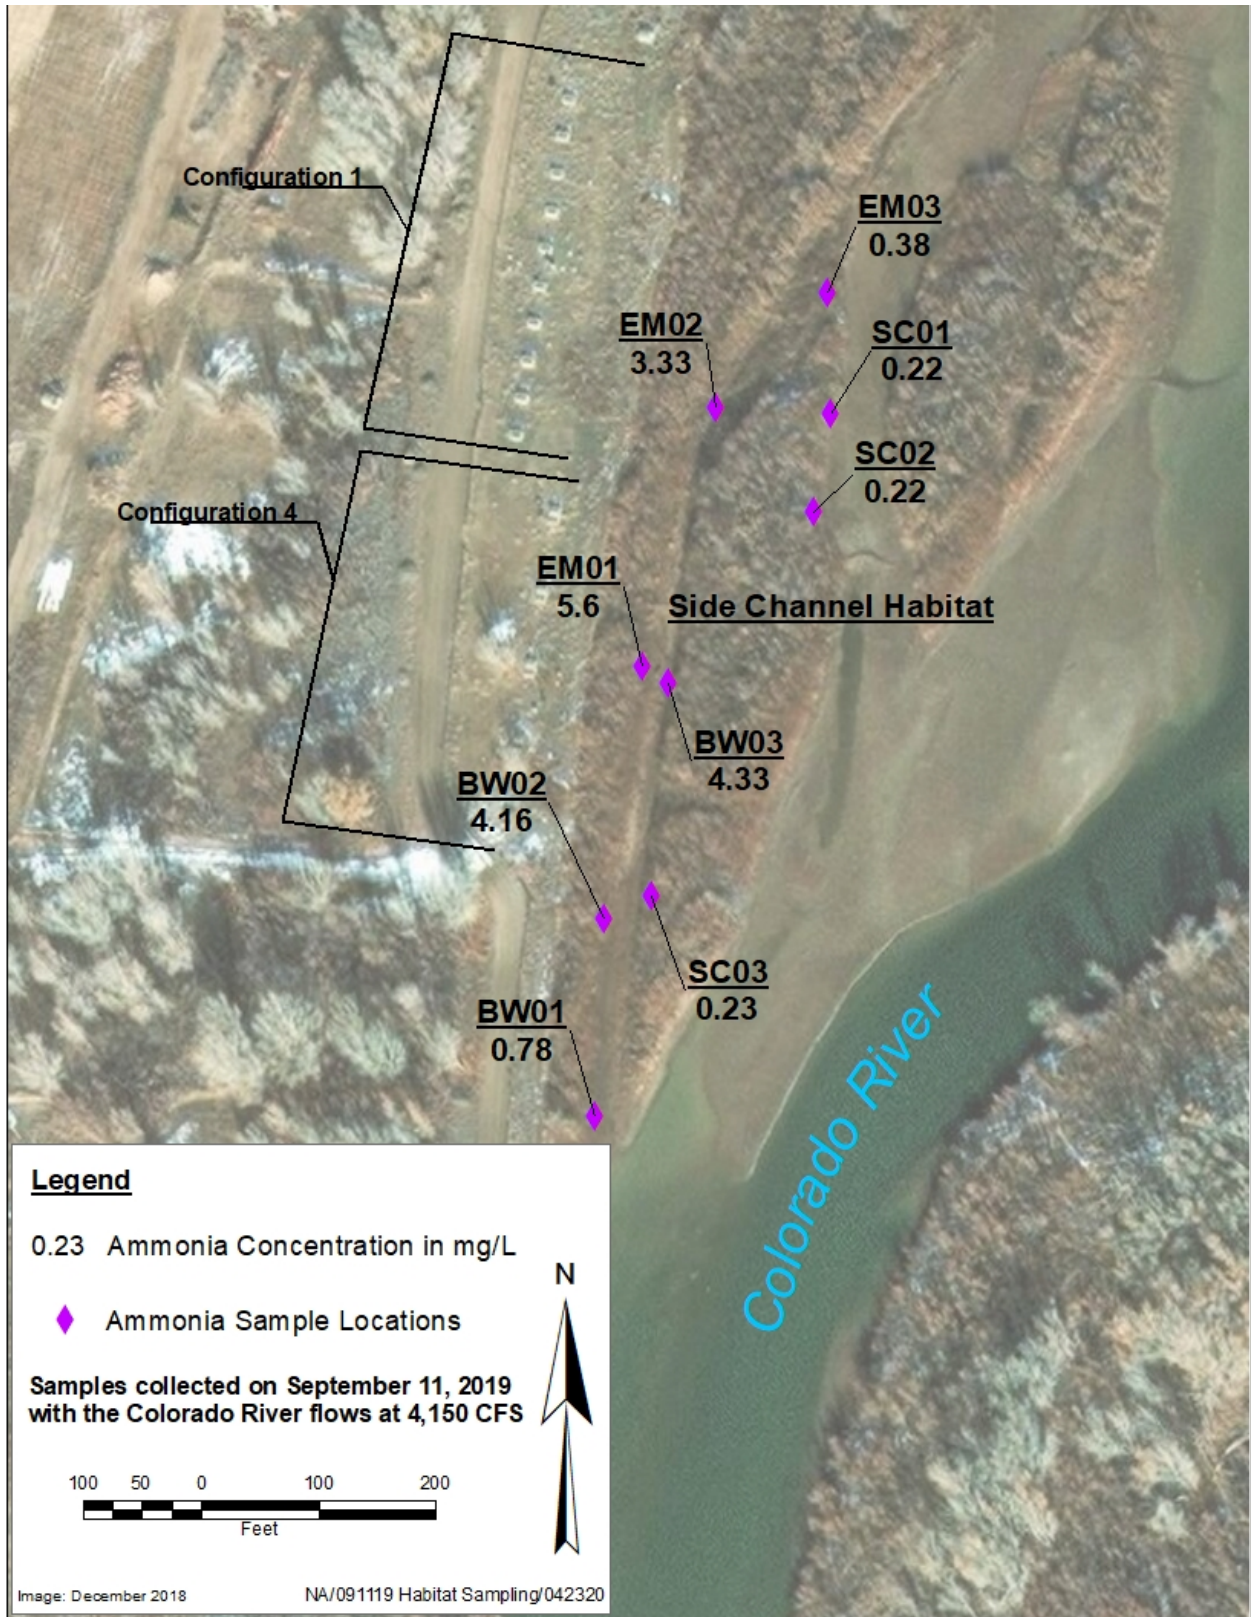 Configuration 1
EM03
0.38
EM02
3.33
SC01
0.22
SC02
0.22
Configuration 4
EM01
5.6
Side Channel Habitat
BW03
4.33
BW02
4.16
SC03
0.23
BW01
0.78
Colorado River
Legend
0.23 Ammonia Concentration in mg/L
N
Ammonia Sample Locations
Samples collected on September 11, 2019
with the Colorado River flows at 4,150 CFS
100 50 0 100 200
Feet
Image: December 2018
NA/091119 Habitat Sampling/042320